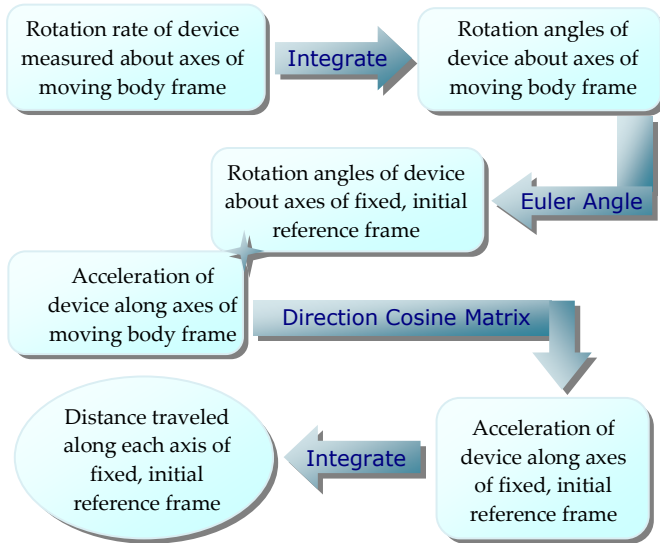 Rotation rate of device
measured about axes of
moving body frame
Integrate
Rotation angles of
device about axes of
moving body frame
Euler Angle
Rotation angles of device
about axes of fixed, initial
reference frame
Acceleration of
device along axes of
moving body frame
Direction Cosine Matrix
Acceleration of
device along axes
of fixed, initial
reference frame
Integrate
Distance traveled
along each axis of
fixed, initial
reference frame